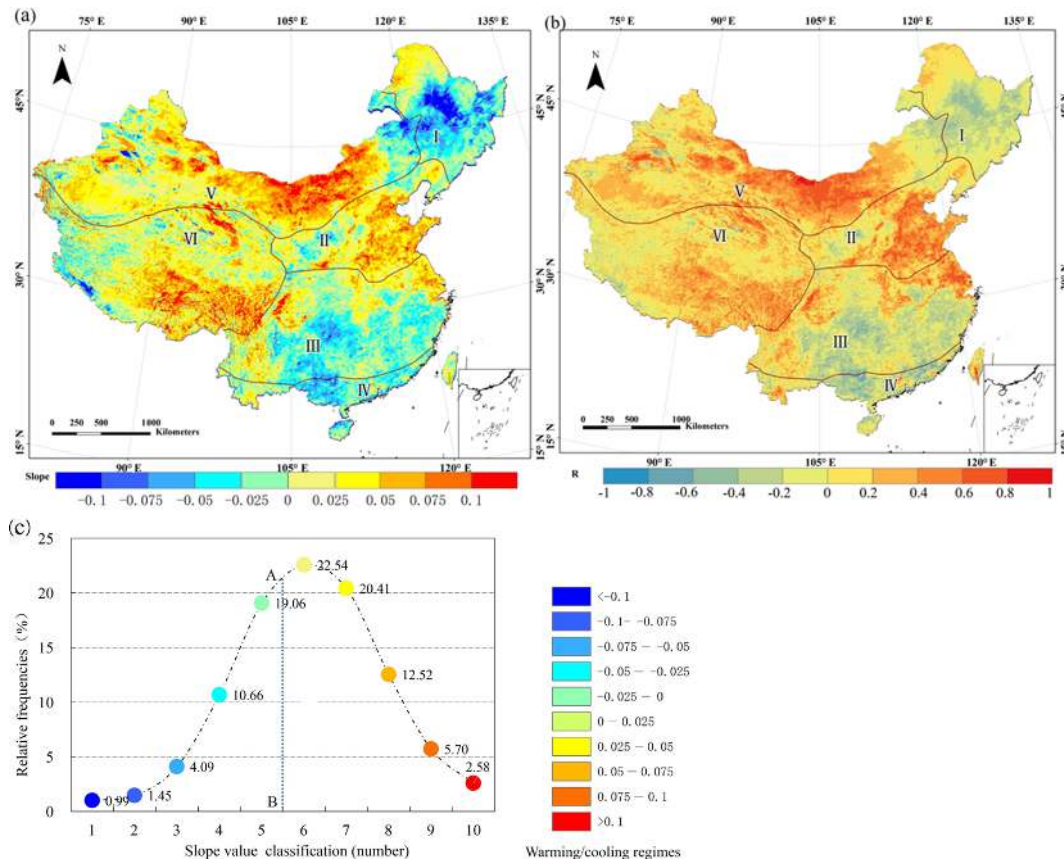 (a)
75° E
90° E
105° E
120° E
135° E
N
45° N
30° N
15° N
I
II
III
IV
V
VI
0 250 500 1000
Kilometers
90° E
105° E
120° E
45° N
30° N
15° N
Slope
-0.1 -0.075 -0.05 -0.025 0 0.025 0.05 0.075 0.1
(b)
75° E
90° E
105° E
120° E
135° E
N
45° N
30° N
15° N
I
II
III
IV
V
VI
0 250 500 1000
Kilometers
90° E
105° E
120° E
45° N
30° N
15° N
R
-1 -0.8 -0.6 -0.4 -0.2 0 0.2 0.4 0.6 0.8 1
(c)
Relative frequencies (%)
25
20
15
10
5
0
A
B
0.99
1.45
4.09
10.66
19.06
22.54
20.41
12.52
5.70
2.58
1 2 3 4 5 6 7 8 9 10
Slope value classification (number)
<-0.1
-0.1- -0.075
-0.075 - -0.05
-0.05 - -0.025
-0.025 - 0
0 - 0.025
0.025 - 0.05
0.05 - 0.075
0.075 - 0.1
>0.1
Warming/cooling regimes